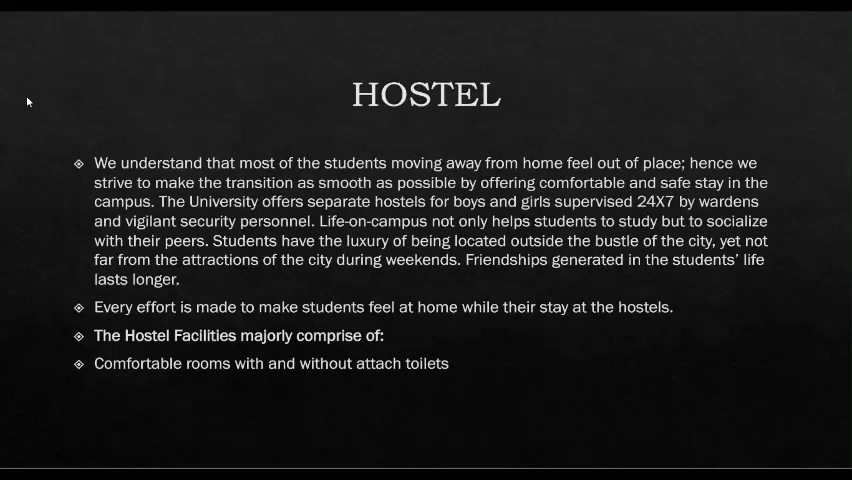 HOSTEL
We understand that most of the students moving away from home feel out of place; hence we
strive to make the transition as smooth as possible by offering comfortable and safe stay in the
campus. The University offers separate hostels for boys and girls supervised 24X7 by wardens
and vigilant security personnel. Life-on-campus not only helps students to study but to socialize
with their peers. Students have the luxury of being located outside the bustle of the city, yet not
far from the attractions of the city during weekends. Friendships generated in the students’ life
lasts longer.
Every effort is made to make students feel at home while their stay at the hostels.
The Hostel Facilities majorly comprise of:
Comfortable rooms with and without attach toilets